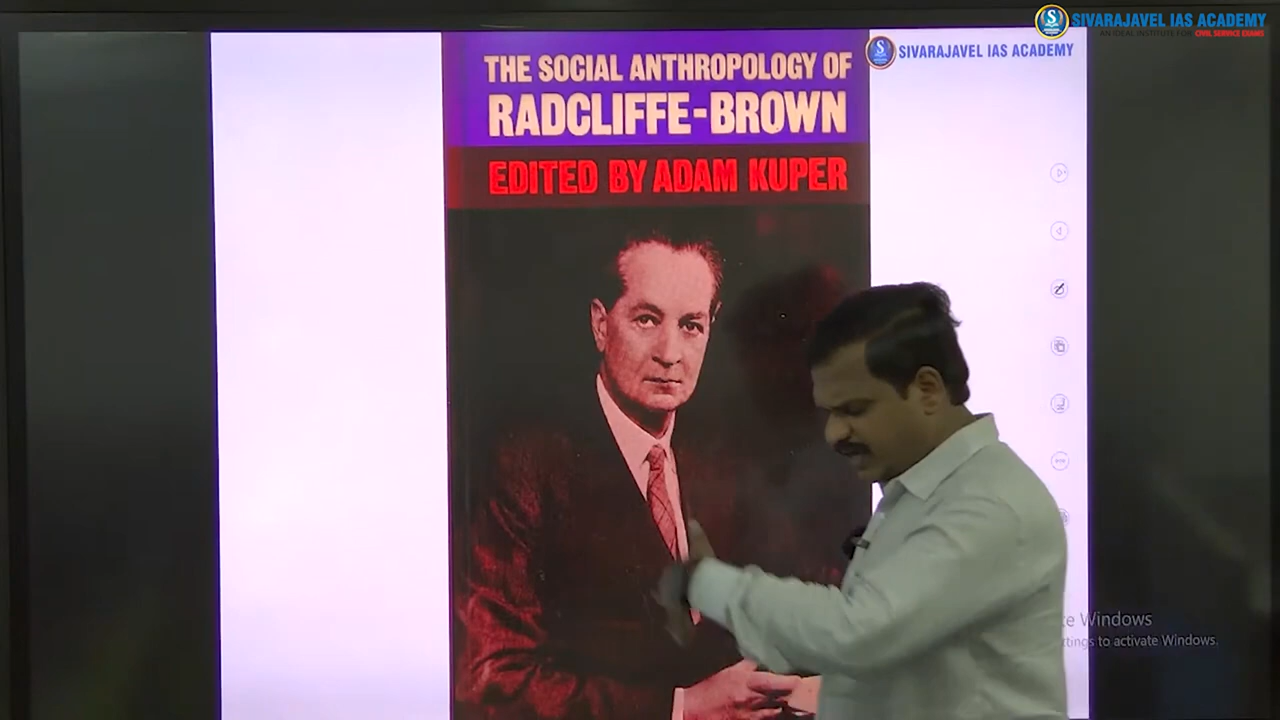 SIVARAJAVEL IAS ACADEMY
AN IDEAL INSTITUTE FOR CIVIL SERVICE EXAMS
SIVARAJAVEL IAS ACADEMY
THE SOCIAL ANTHROPOLOGY OF
RADCLIFFE-BROWN
EDITED BY ADAM KUPER
Windows
to activate Windows.